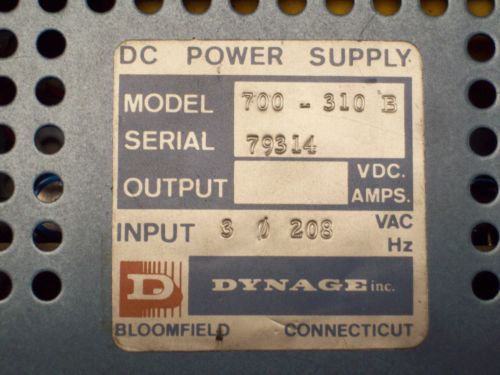 DC POWER SUPPLY
MODEL 700 - 310 B
SERIAL 79314
OUTPUT VDC.
AMPS.
INPUT 3 Ø 208 VAC
Hz
D DYNAGE inc.
BLOOMFIELD CONNECTICUT